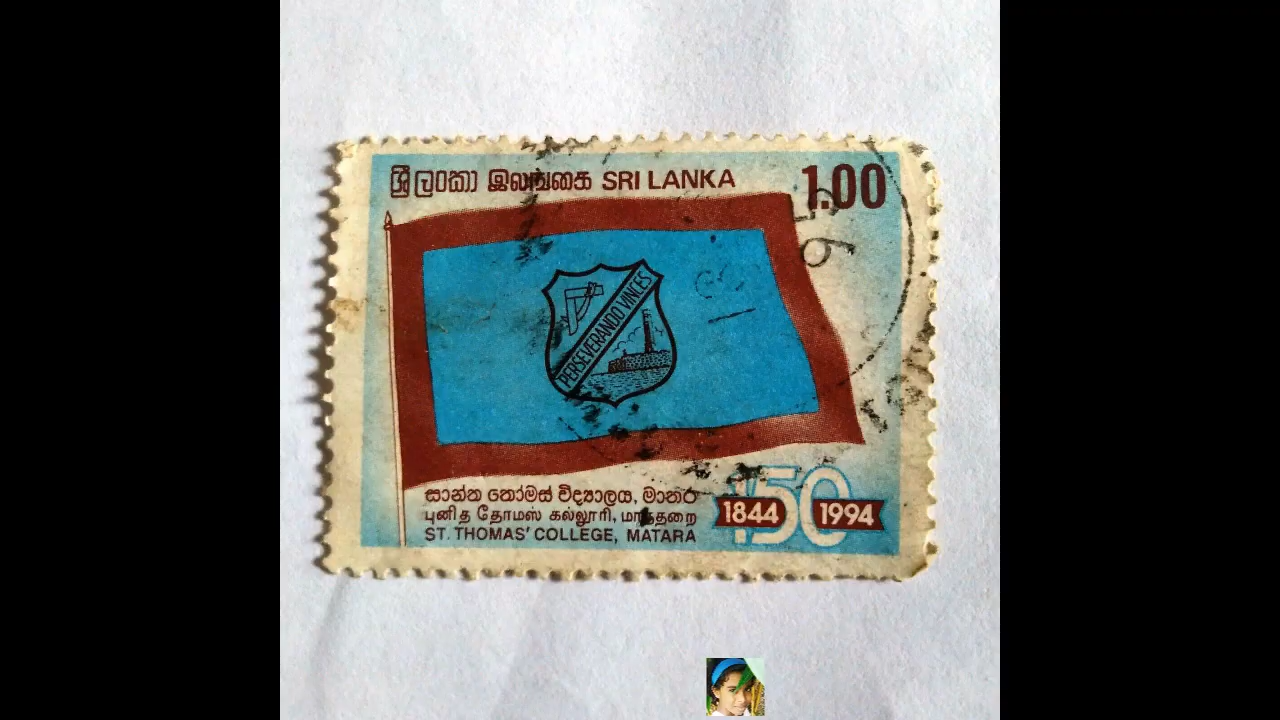 ශ්‍රී ලංකා இலங்கை SRI LANKA 1.00
PERSEVERANDO VINCES
සාන්ත තෝමස් විද්‍යාලය, මාතර
புனித தோமஸ் கல்லூரி, மாத்தறை
ST. THOMAS' COLLEGE, MATARA
150
1844 1994